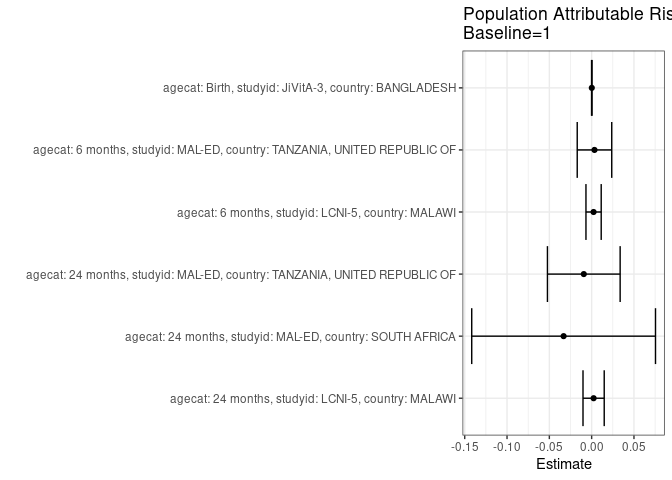 Population Attributable
Baseline=1
agecat: Birth, studyid: JiVitA-3, country: BANGLADESH
agecat: 6 months, studyid: MAL-ED, country: TANZANIA, UNITED REPUBLIC OF
agecat: 6 months, studyid: LCNI-5, country: MALAWI
agecat: 24 months, studyid: MAL-ED, country: TANZANIA, UNITED REPUBLIC OF
agecat: 24 months, studyid: MAL-ED, country: SOUTH AFRICA
agecat: 24 months, studyid: LCNI-5, country: MALAWI
-0.15 -0.10 -0.05 0.00 0.05
Estimate